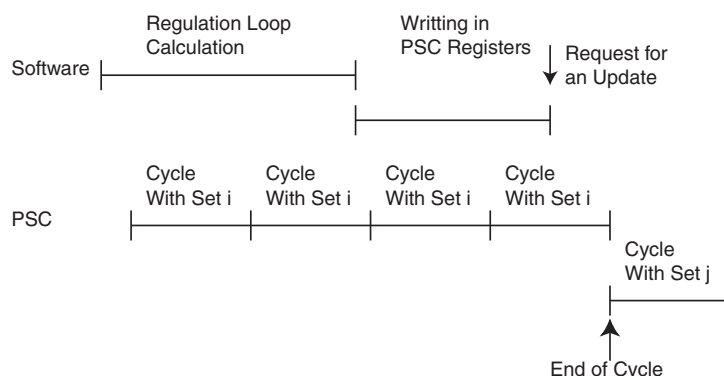 Regulation Loop
Calculation
Writting in
PSC Registers
Request for
an Update
Software
Cycle
With Set i
Cycle
With Set i
Cycle
With Set i
Cycle
With Set i
PSC
Cycle
With Set j
End of Cycle